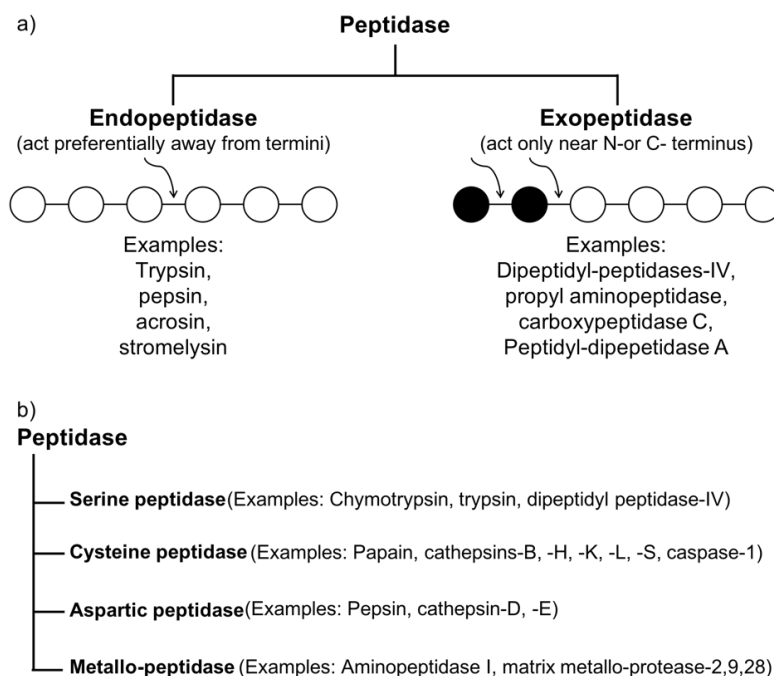 a)
Peptidase
Endopeptidase
(act preferentially away from termini)
Examples:
Trypsin,
pepsin,
acrosin,
stromelysin
Exopeptidase
(act only near N-or C- terminus)
Examples:
Dipeptidyl-peptidases-IV,
propyl aminopeptidase,
carboxypeptidase C,
Peptidyl-dipepetidase A
b)
Peptidase
Serine peptidase (Examples: Chymotrypsin, trypsin, dipeptidyl peptidase-IV)
Cysteine peptidase (Examples: Papain, cathepsins-B, -H, -K, -L, -S, caspase-1)
Aspartic peptidase (Examples: Pepsin, cathepsin-D, -E)
Metallo-peptidase (Examples: Aminopeptidase I, matrix metallo-protease-2,9,28)